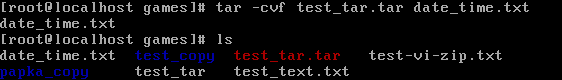 [root@localhost games]# tar -cvf test_tar.tar date_time.txt
date_time.txt
[root@localhost games]# ls
date_time.txt test_copy test_tar.tar test-vi-zip.txt
papka_copy test_tar test_text.txt